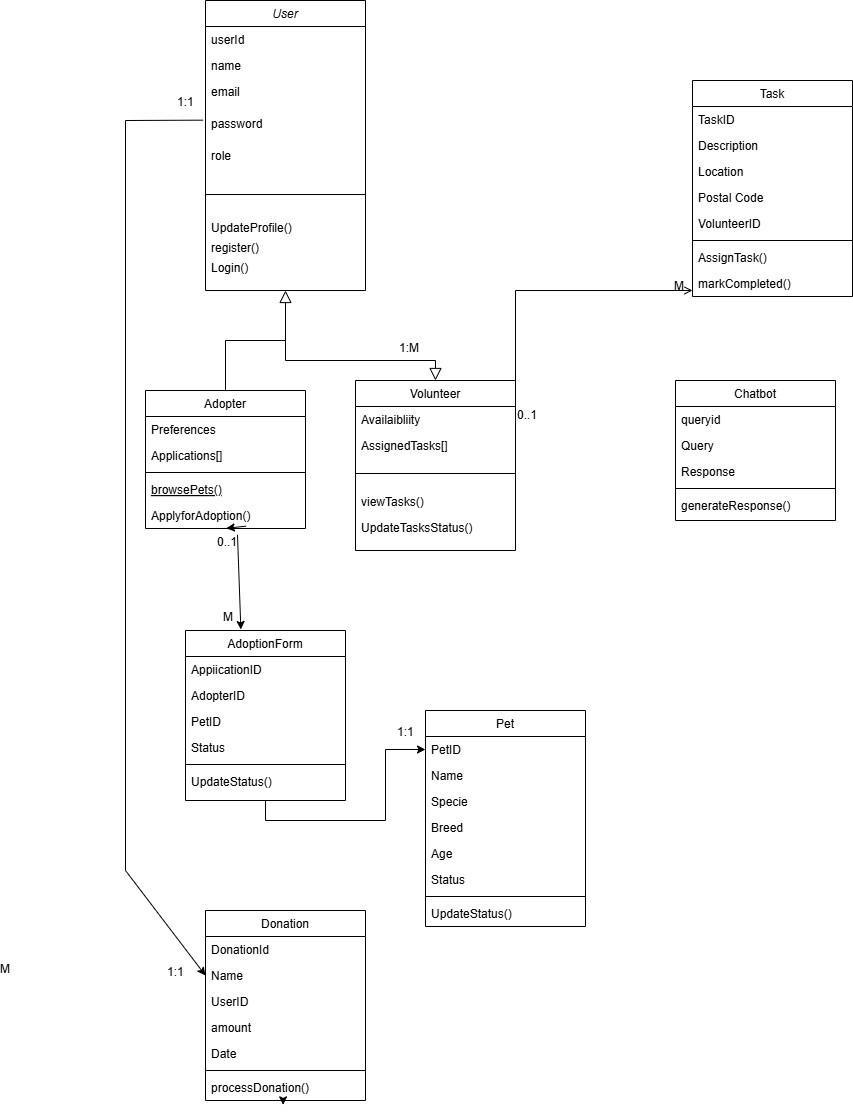 User
userId
name
email
password
role
UpdateProfile()
register()
Login()
1:1
Task
TaskID
Description
Location
Postal Code
VolunteerID
AssignTask()
markCompleted()
M
1:M
Adopter
Preferences
Applications[]
browsePets()
ApplyforAdoption()
0..1
Volunteer
Availaibliity
AssignedTasks[]
viewTasks()
UpdateTasksStatus()
0..1
Chatbot
queryid
Query
Response
generateResponse()
M
AdoptionForm
AppiicationID
AdopterID
PetID
Status
UpdateStatus()
1:1
Pet
PetID
Name
Specie
Breed
Age
Status
UpdateStatus()
Donation
DonationId
Name
UserID
amount
Date
processDonation()
1:1
M